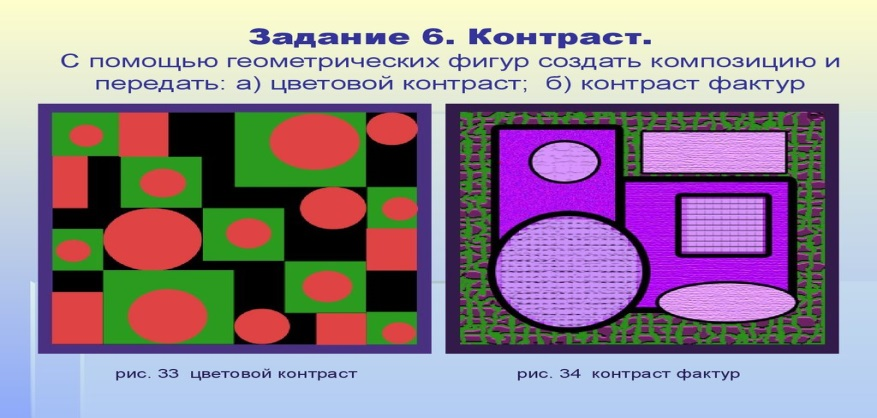 Задание 6. Контраст.
С помощью геометрических фигур создать композицию и
передать: а) цветовой контраст;  б) контраст фактур
рис. 33  цветовой контраст
рис. 34  контраст фактур